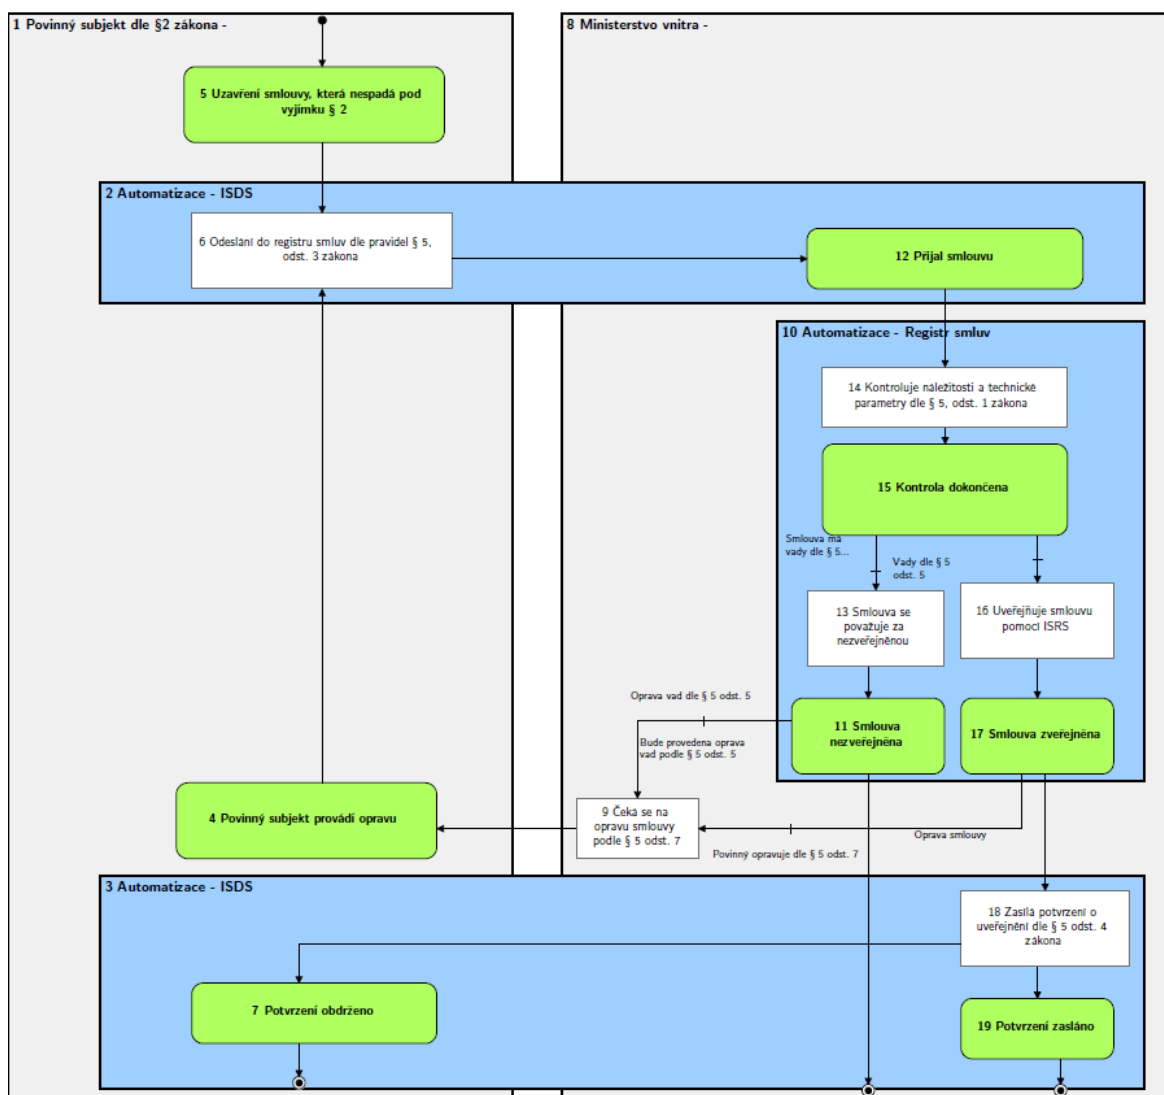 1 Povinný subjekt dle §2 zákona -
8 Ministerstvo vnitra -
5 Uzavření smlouvy, která nespadá pod
vyjímku § 2
2 Automatizace - ISDS
6 Odeslání do registru smluv dle pravidel § 5,
odst. 3 zákona
12 Přijal smlouvu
10 Automatizace - Registr smluv
14 Kontroluje náležitosti a technické
parametry dle § 5, odst. 1 zákona
15 Kontrola dokončena
Smlouva má
vady dle § 5...
Vady dle § 5
odst. 5
13 Smlouva se
považuje za
nezveřejněnou
16 Uveřejňuje smlouvu
pomocí ISRS
Oprava vad dle § 5 odst. 5
11 Smlouva
nezveřejněna
17 Smlouva zveřejněna
Bude provedena oprava
vad podle § 5 odst. 5
4 Povinný subjekt provádí opravu
9 Čeká se na
opravu smlouvy
podle § 5 odst. 7
Oprava smlouvy
Povinný opravuje dle § 5 odst. 7
3 Automatizace - ISDS
18 Zasílá potvrzení o
uveřejnění dle § 5 odst. 4
zákona
7 Potvrzení obdrženo
19 Potvrzení zasláno